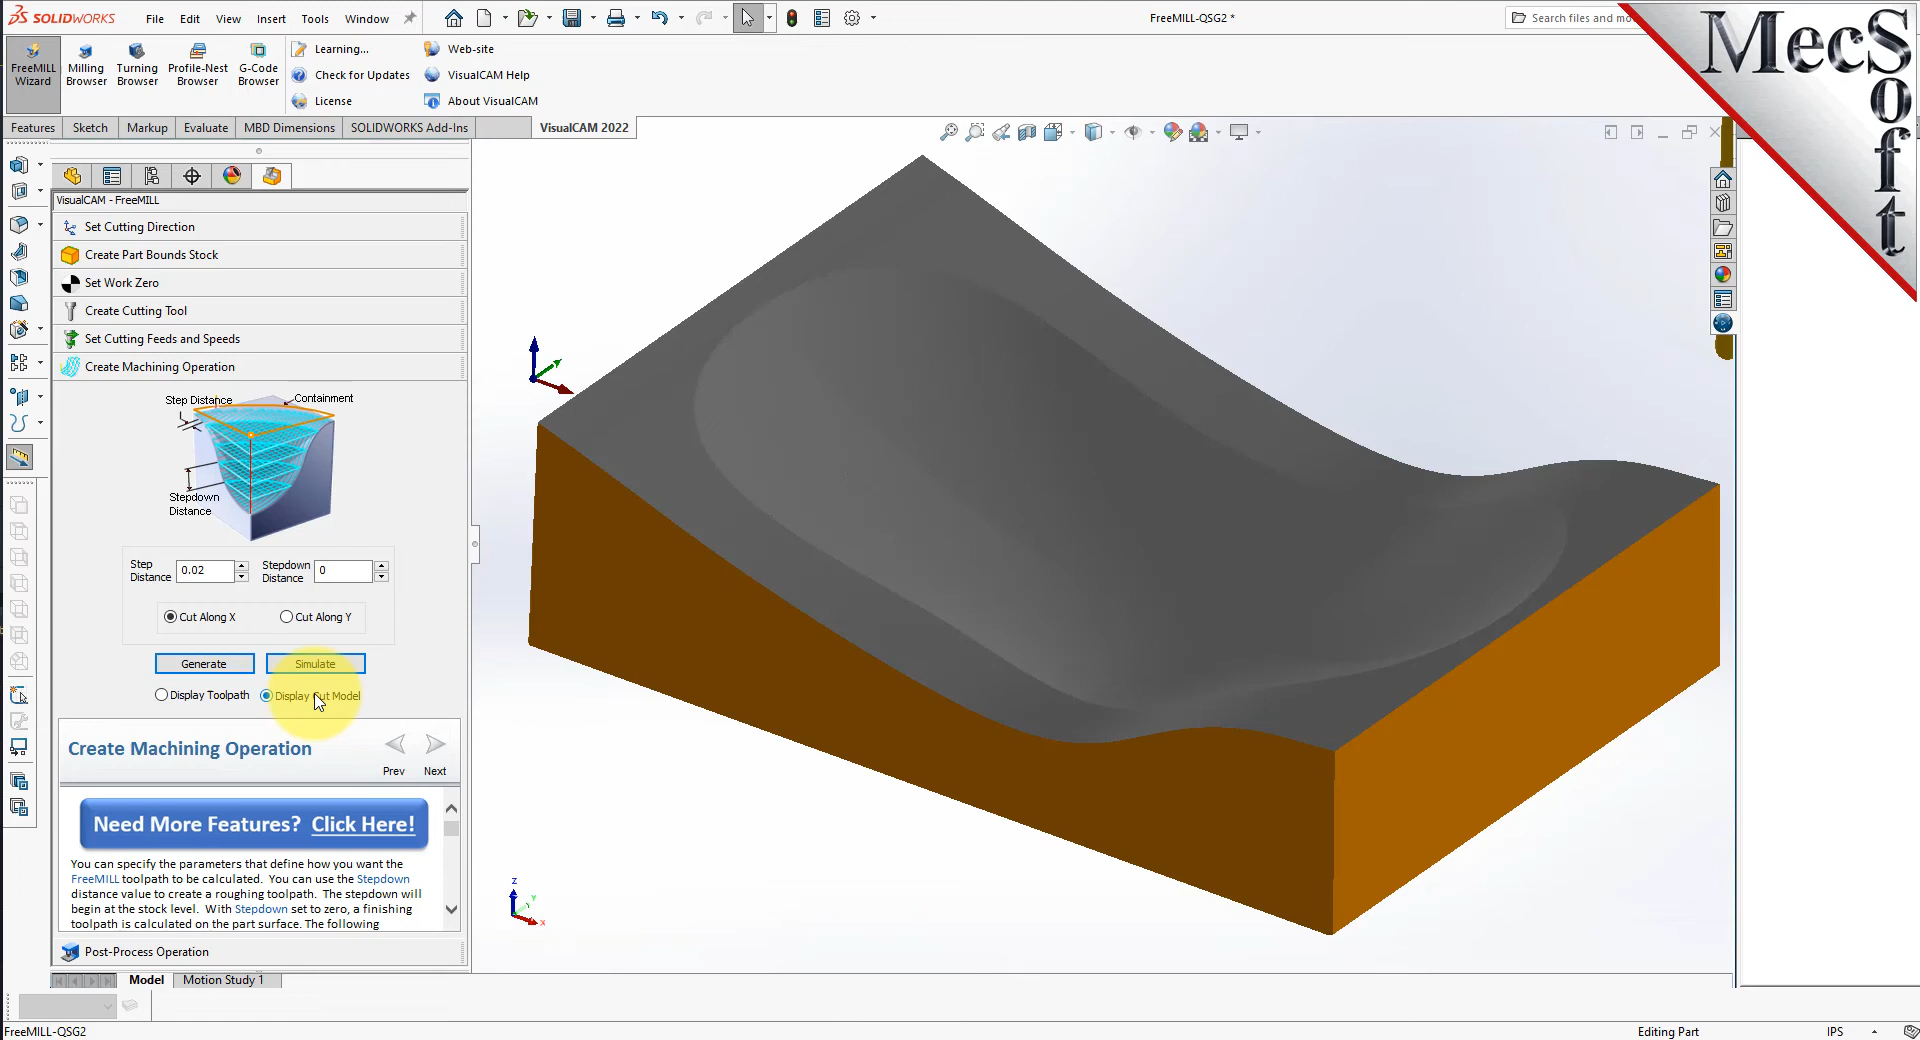 SOLIDWORKS
File Edit View Insert Tools Window
FreeMILL-QSG2 *
Search files and mo
MecSoft
FreeMILL Wizard
Milling Browser
Turning Browser
Profile-Nest Browser
G-Code Browser
Learning...
Check for Updates
License
Web-site
VisualCAM Help
About VisualCAM
Features Sketch Markup Evaluate MBD Dimensions SOLIDWORKS Add-Ins VisualCAM 2022
VisualCAM - FreeMILL
Set Cutting Direction
Create Part Bounds Stock
Set Work Zero
Create Cutting Tool
Set Cutting Feeds and Speeds
Create Machining Operation
Step Distance
Containment
Stepdown
Distance
Step Distance
0.02
Stepdown Distance
0
Cut Along X Cut Along Y
Generate Simulate
Display Toolpath Display Cut Model
Create Machining Operation
Prev Next
Need More Features? Click Here!
You can specify the parameters that define how you want the
FreeMILL toolpath to be calculated. You can use the Stepdown
distance value to create a roughing toolpath. The stepdown will
begin at the stock level. With Stepdown set to zero, a finishing
toolpath is calculated on the part surface. The following
Post-Process Operation
Z
Y
X
Model Motion Study 1
FreeMILL-QSG2
Editing Part
IPS